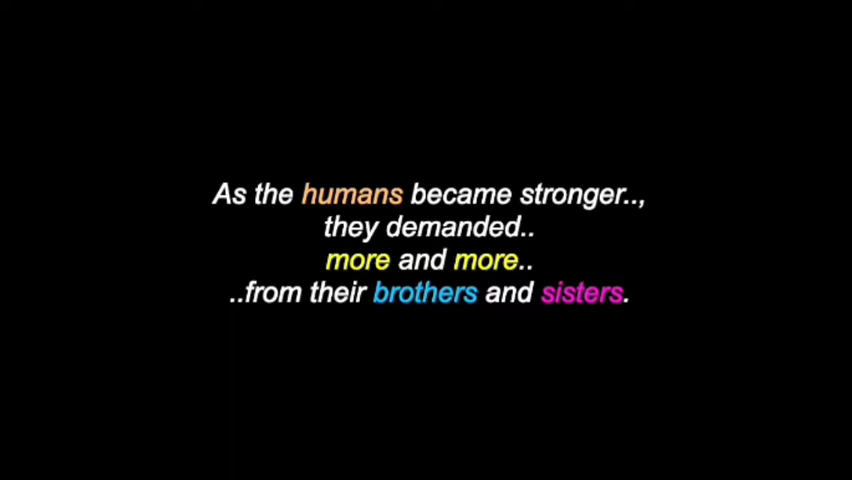 As the humans became stronger..,
they demanded..
more and more..
..from their brothers and sisters.